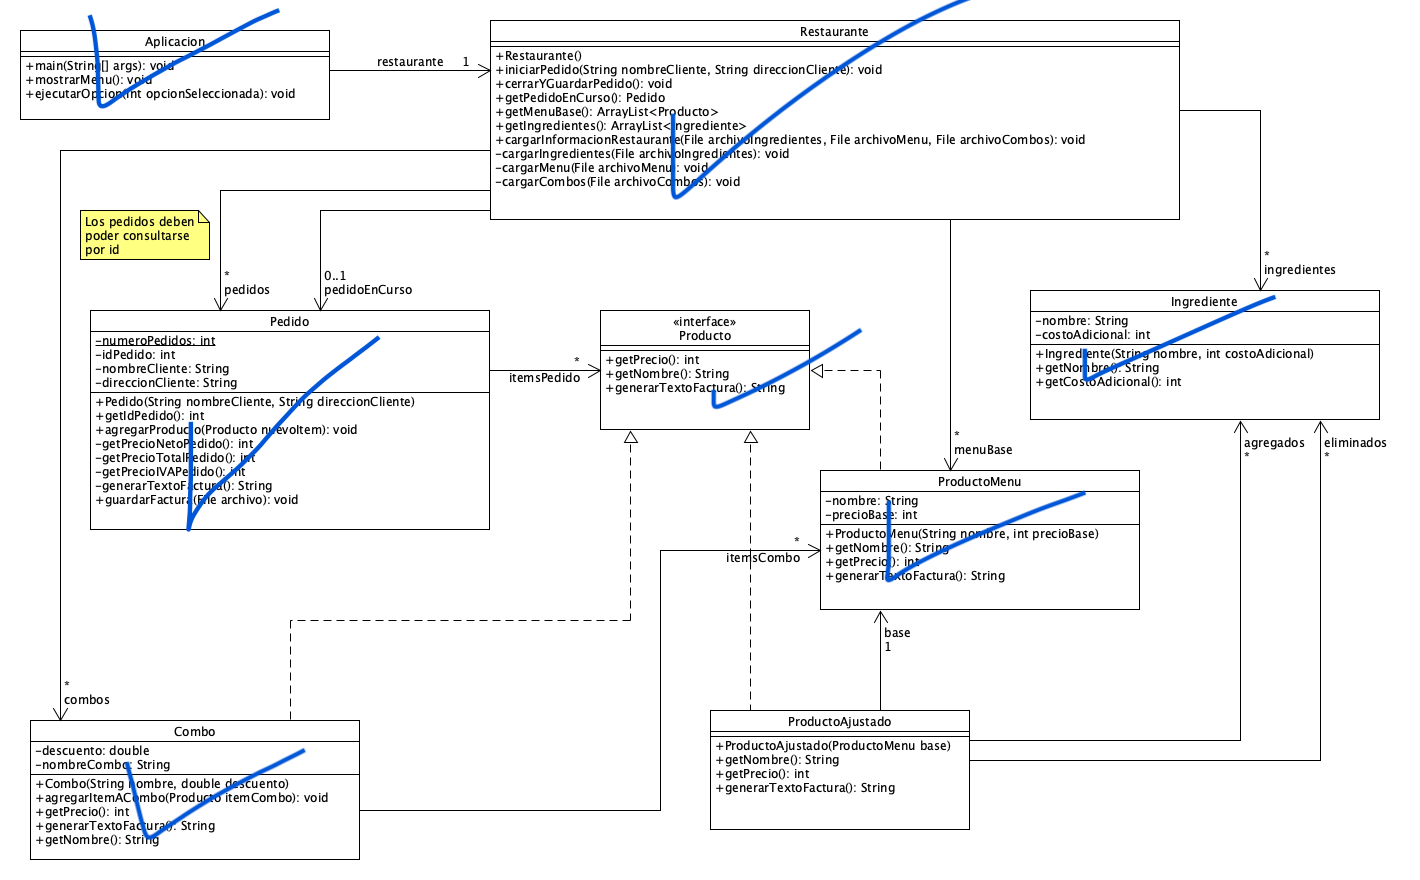 Aplicacion
+main(String[] args): void
+mostrarMenu(): void
+ejecutarOpcion(int opcionSeleccionada): void
restaurante 1
Restaurante
+Restaurante()
+iniciarPedido(String nombreCliente, String direccionCliente): void
+cerrarYGuardarPedido(): void
+getPedidoEnCurso(): Pedido
+getMenuBase(): ArrayList<Producto>
+getIngredientes(): ArrayList<Ingrediente>
+cargarInformacionRestaurante(File archivoIngredientes, File archivoMenu, File archivoCombos): void
-cargarIngredientes(File archivoIngredientes): void
-cargarMenu(File archivoMenu): void
-cargarCombos(File archivoCombos): void
Los pedidos deben
poder consultarse
por id
*
pedidos
0..1
pedidoEnCurso
*
ingredientes
Pedido
-numeroPedidos: int
-idPedido: int
-nombreCliente: String
-direccionCliente: String
+Pedido(String nombreCliente, String direccionCliente)
+getIdPedido(): int
+agregarProducto(Producto nuevoItem): void
-getPrecioNetoPedido(): int
-getPrecioTotalPedido(): int
-getPrecioIVAPedido(): int
-generarTextoFactura(): String
+guardarFactura(File archivo): void
*
itemsPedido
«interface»
Producto
+getPrecio(): int
+getNombre(): String
+generarTextoFactura(): String
Ingrediente
-nombre: String
-costoAdicional: int
+Ingrediente(String nombre, int costoAdicional)
+getNombre(): String
+getCostoAdicional(): int
*
menuBase
agregados
*
eliminados
*
ProductoMenu
-nombre: String
-precioBase: int
+ProductoMenu(String nombre, int precioBase)
+getNombre(): String
+getPrecio(): int
+generarTextoFactura(): String
*
itemsCombo
base
1
*
combos
Combo
-descuento: double
-nombreCombo: String
+Combo(String nombre, double descuento)
+agregarItemACombo(Producto itemCombo): void
+getPrecio(): int
+generarTextoFactura(): String
+getNombre(): String
ProductoAjustado
+ProductoAjustado(ProductoMenu base)
+getNombre(): String
+getPrecio(): int
+generarTextoFactura(): String